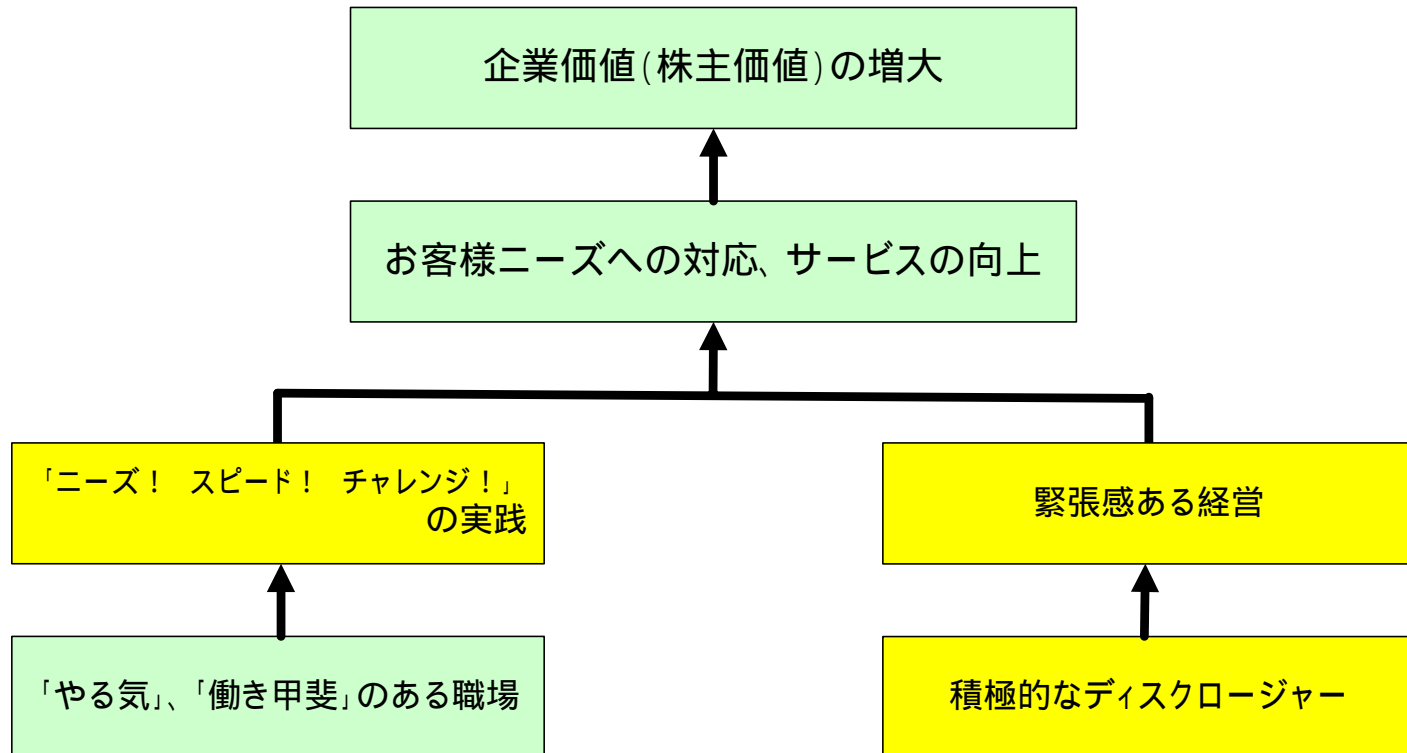 企業価値(株主価値)の増大
お客様ニーズへの対応、サービスの向上
「ニーズ！　スピード！　チャレンジ！」
の実践
緊張感ある経営
「やる気」、「働き甲斐」のある職場
積極的なディスクロージャー